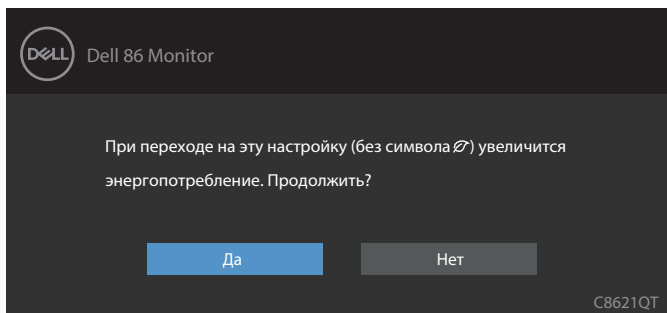 DELL
Dell 86 Monitor
При переходе на эту настройку (без символа) увеличится
энергопотребление. Продолжить?
Да
Нет
C8621QT